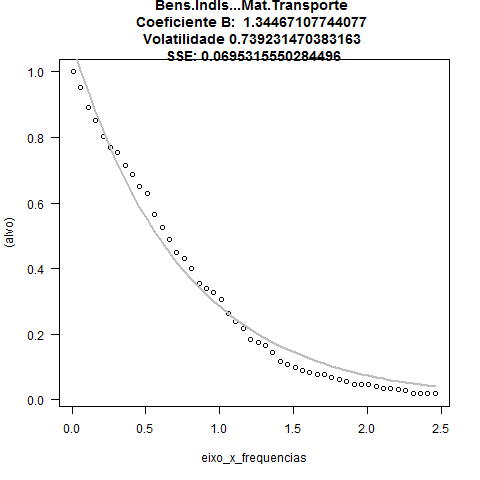 Bens.Indis...Mat.Transporte
Coeficiente B:  1.34467107744077
Volatilidade 0.739231470383163
SSE: 0.0695315550284496
1.0
0.8
0.6
0.4
0.2
0.0
(alvo)
0.0 0.5 1.0 1.5 2.0 2.5
eixo_x_frequencias